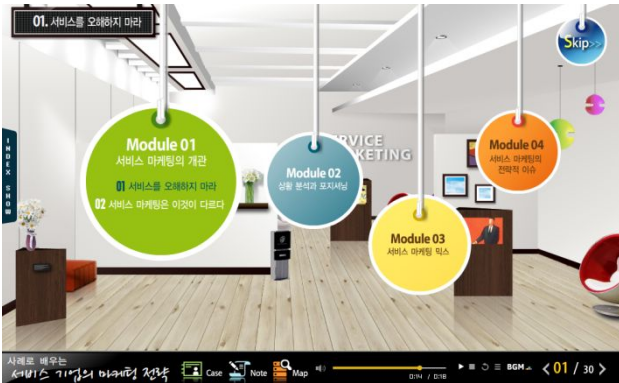 01. 서비스를 오해하지 마라
Skip>>
INDEX SHOW
Module 01
서비스 마케팅의 개관
01 서비스를 오해하지 마라
02 서비스 마케팅은 이것이 다르다
Module 02
상황 분석과 포지셔닝
KETING
Module 03
서비스 마케팅 믹스
Module 04
서비스 마케팅의
전략적 이슈
사례로 배우는
서비스 기업의 마케팅 전략
Case
Note
Map
0:14 / 0:18
BGM
01 / 30